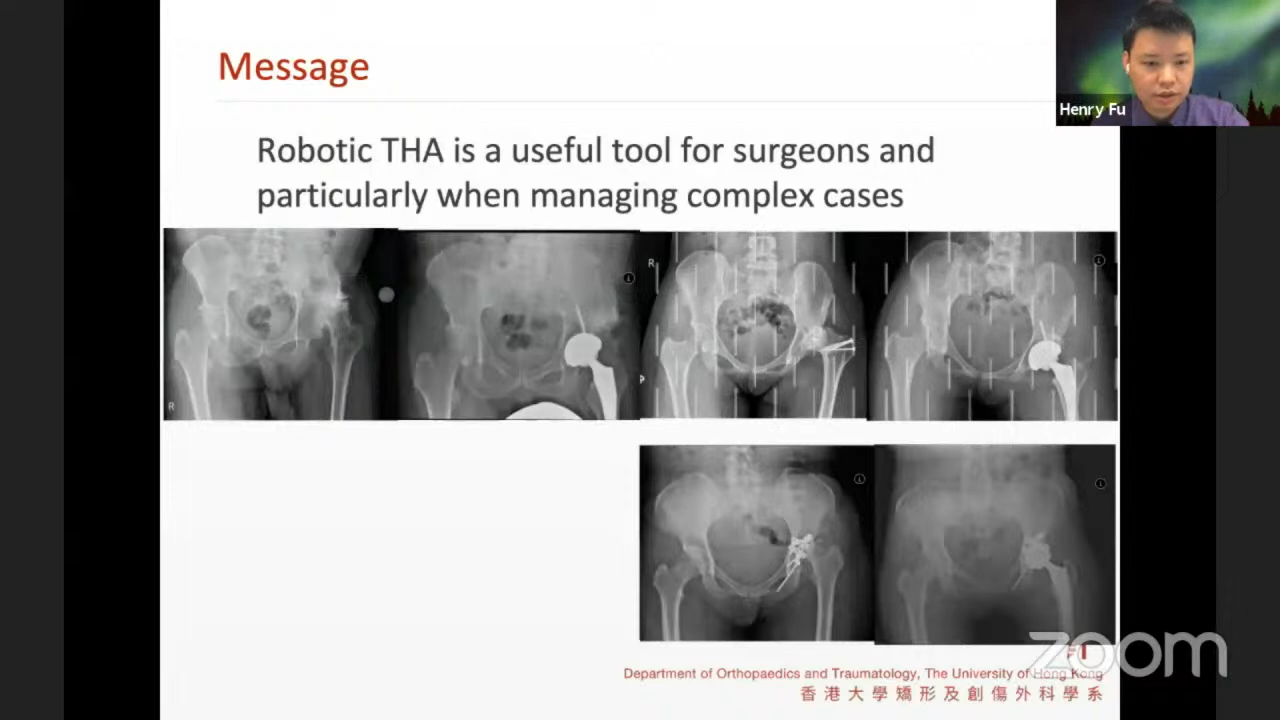 Message
Henry Fu
Robotic THA is a useful tool for surgeons and
particularly when managing complex cases
R
R
zoom
Department of Orthopaedics and Traumatology, The University of Hong Kong
香港大學矯形及創傷外科學系